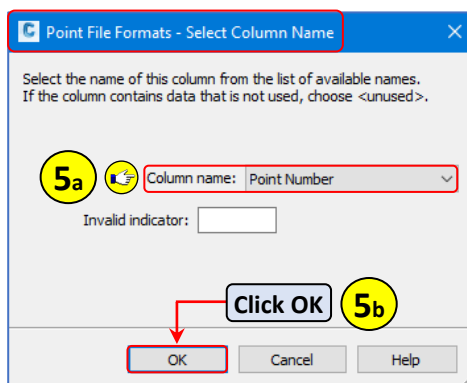 C Point File Formats - Select Column Name
Select the name of this column from the list of available names.
If the column contains data that is not used, choose <unused>.
5a Column name: Point Number
Invalid indicator:
Click OK 5b
OK Cancel Help